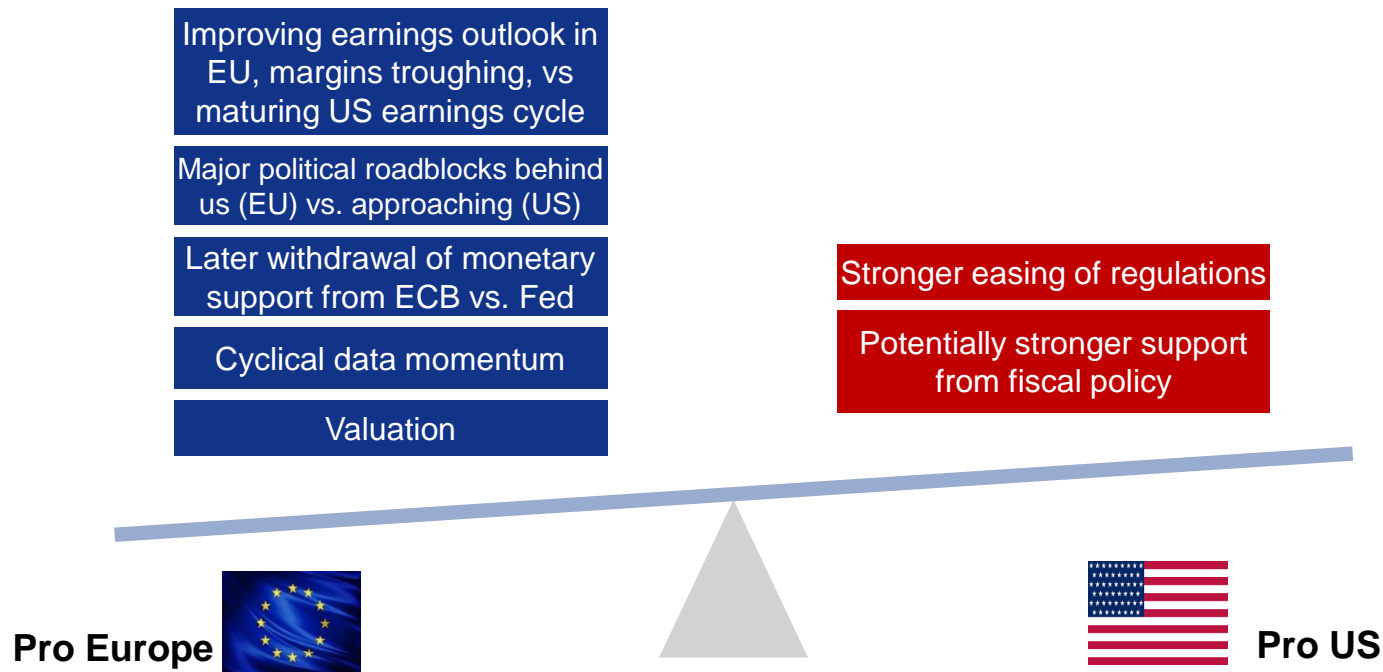 Improving earnings outlook in
EU, margins troughing, vs
maturing US earnings cycle
Major political roadblocks behind
us (EU) vs. approaching (US)
Later withdrawal of monetary
support from ECB vs. Fed
Cyclical data momentum
Valuation
Stronger easing of regulations
Potentially stronger support
from fiscal policy
Pro Europe
Pro US